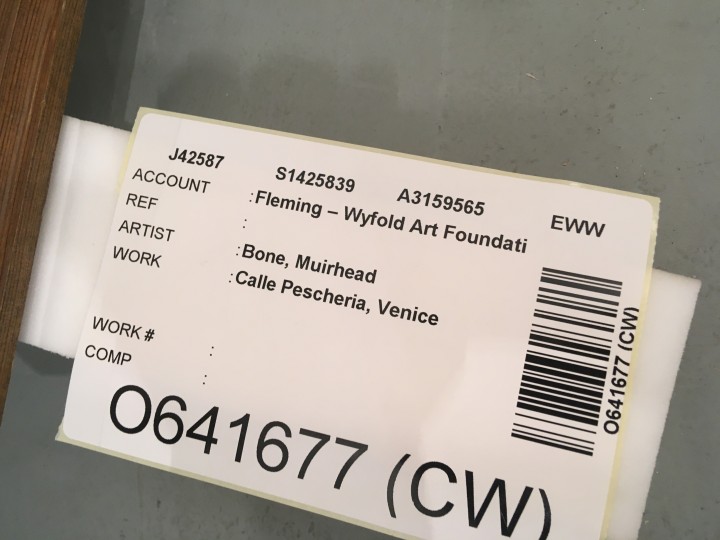 J42587 S1425839 A3159565 EWW
ACCOUNT :Fleming – Wyfold Art Foundati
REF :
ARTIST :Bone, Muirhead
WORK :Calle Pescheria, Venice
WORK # :
COMP :
O641677 (CW)
O641677 (CW)